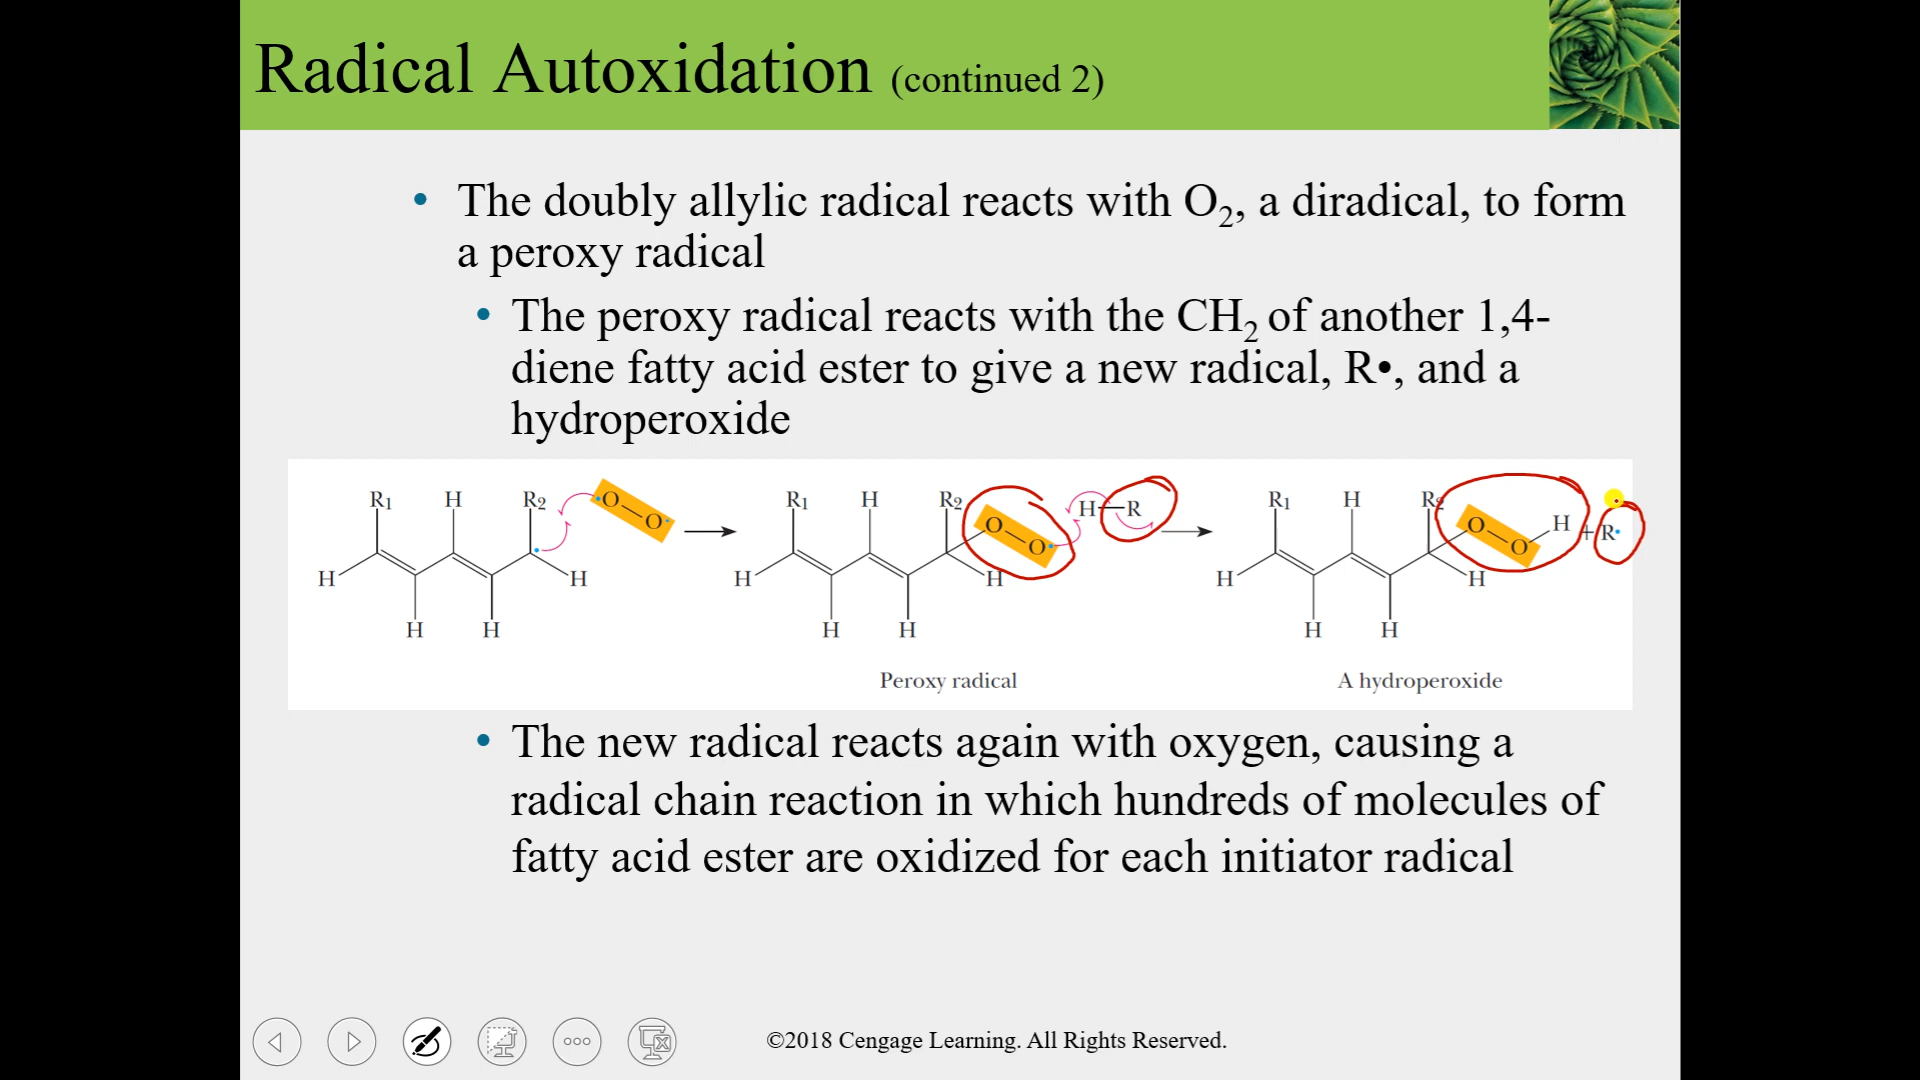 Radical Autoxidation (continued 2)
• The doubly allylic radical reacts with O₂, a diradical, to form
a peroxy radical
• The peroxy radical reacts with the CH₂ of another 1,4-
diene fatty acid ester to give a new radical, R•, and a
hydroperoxide
R₁ H R₂ ·O O· R₁ H R₂ O O· H—R R₁ H R₂ O O H + R·
H H H H H H
H H H H H H
Peroxy radical A hydroperoxide
• The new radical reacts again with oxygen, causing a
radical chain reaction in which hundreds of molecules of
fatty acid ester are oxidized for each initiator radical
©2018 Cengage Learning. All Rights Reserved.